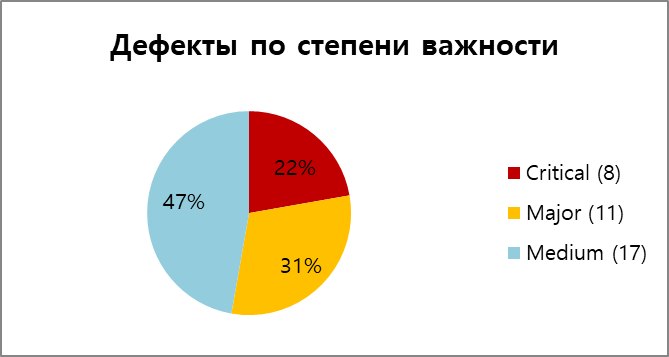 Дефекты по степени важности
22%
47%
31%
Critical (8)
Major (11)
Medium (17)